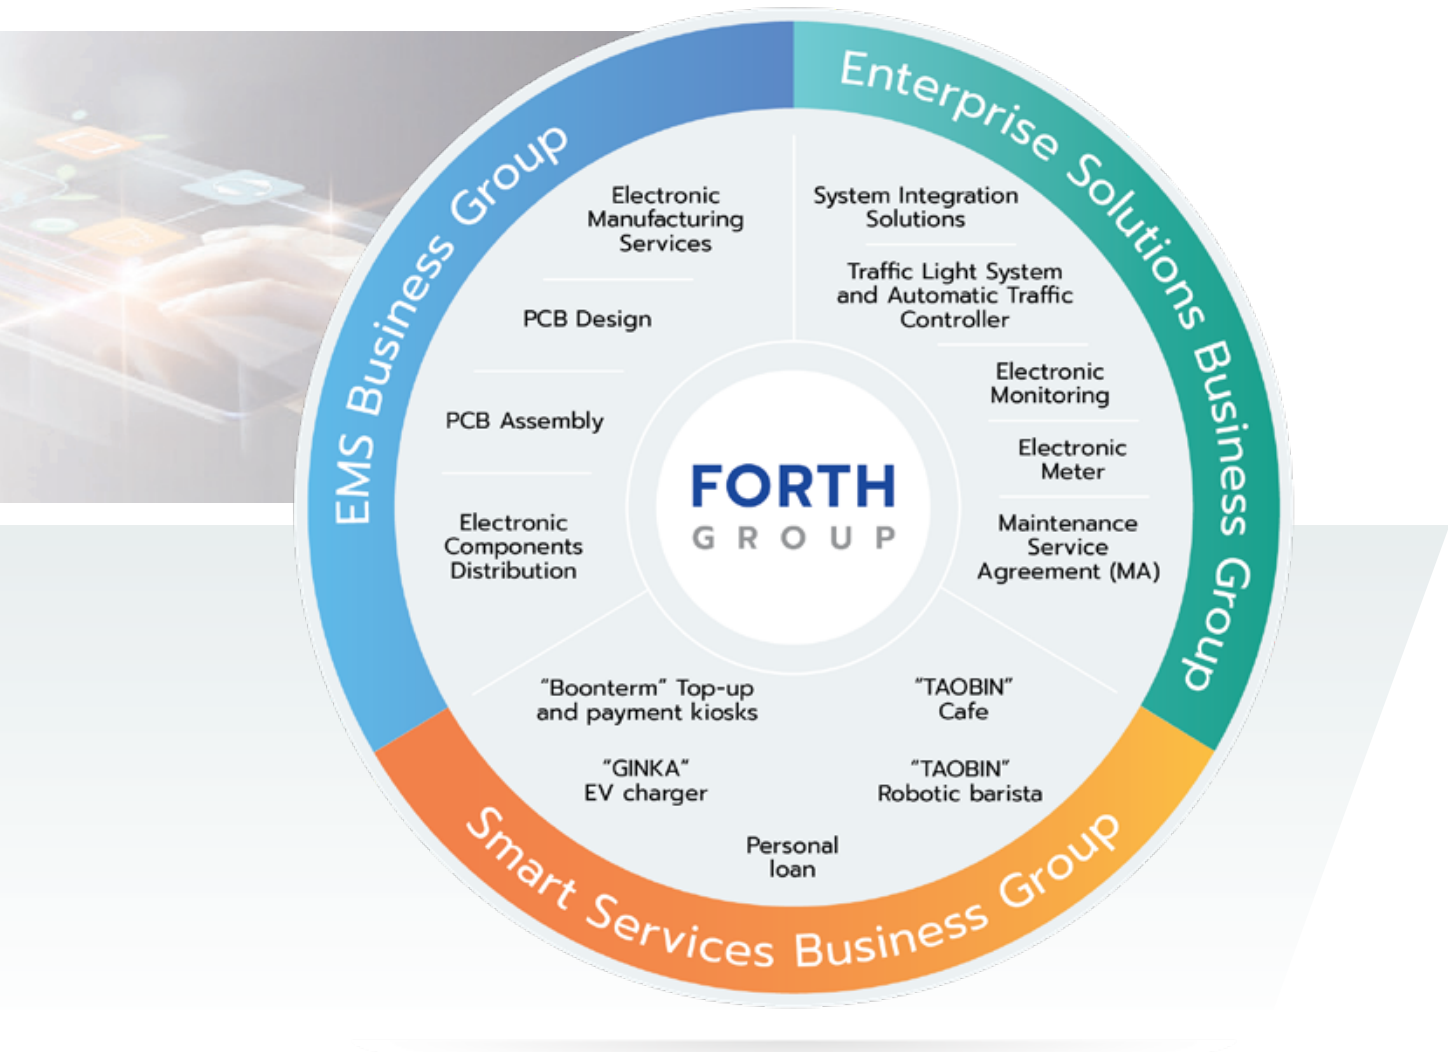 EMS Business Group
Electronic
Manufacturing
Services
PCB Design
PCB Assembly
Electronic
Components
Distribution
Enterprise Solutions Business Group
System Integration
Solutions
Traffic Light System
and Automatic Traffic
Controller
Electronic
Monitoring
Electronic
Meter
Maintenance
Service
Agreement (MA)
FORTH
GROUP
"Boonterm" Top-up
and payment kiosks
"GINKA"
EV charger
Personal
loan
"TAOBIN"
Cafe
"TAOBIN"
Robotic barista
Smart Services Business Group